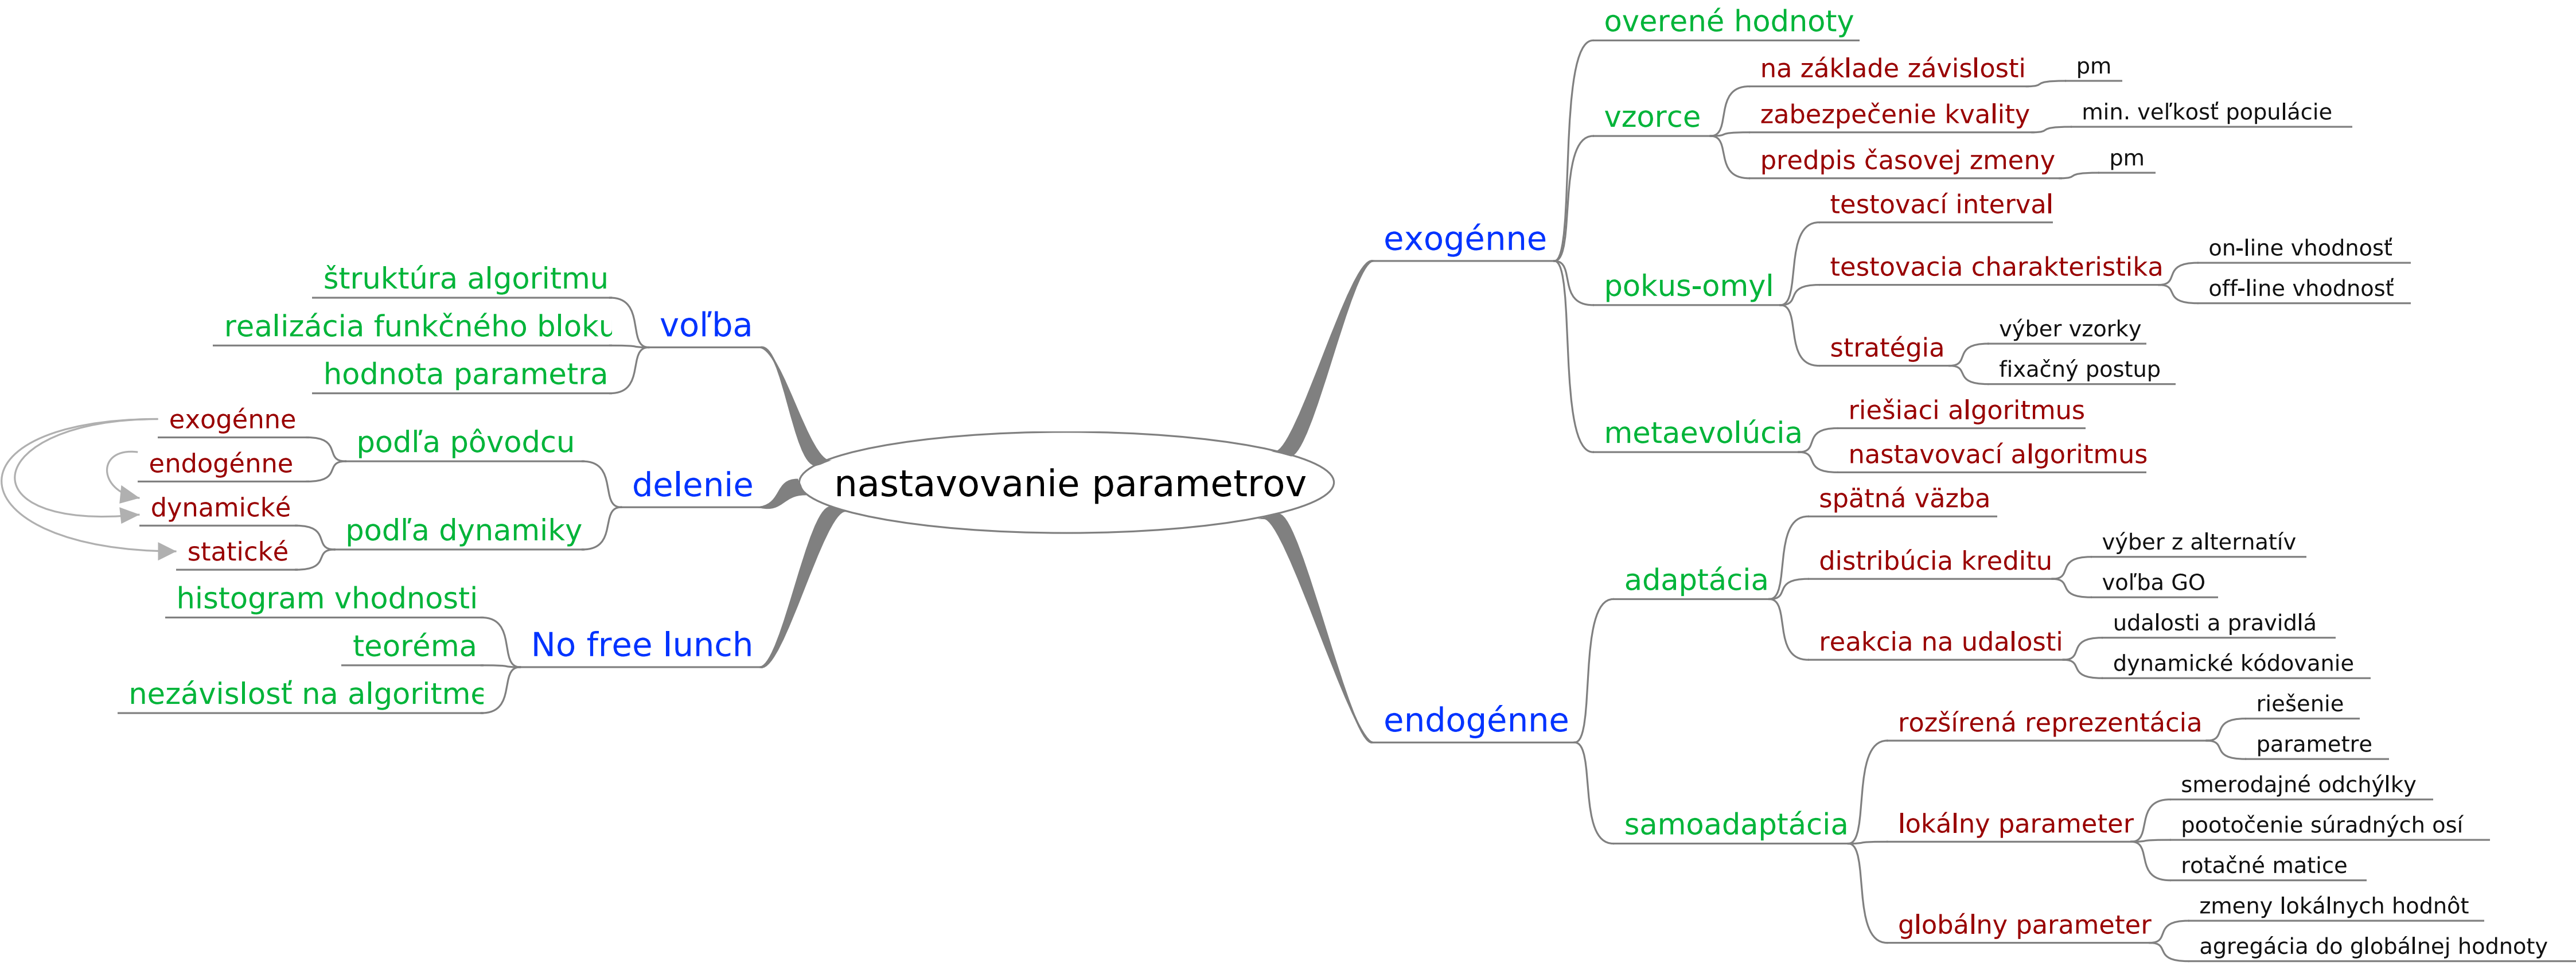 nastavovanie parametrov
voľba
štruktúra algoritmu
realizácia funkčného bloku
hodnota parametra
delenie
podľa pôvodcu
exogénne
endogénne
podľa dynamiky
dynamické
statické
No free lunch
histogram vhodnosti
teoréma
nezávislosť na algoritme
exogénne
overené hodnoty
vzorce
na základe závislosti
pm
zabezpečenie kvality
min. veľkosť populácie
predpis časovej zmeny
pm
pokus-omyl
testovací interval
testovacia charakteristika
on-line vhodnosť
off-line vhodnosť
stratégia
výber vzorky
fixačný postup
metaevolúcia
riešiaci algoritmus
nastavovací algoritmus
endogénne
adaptácia
spätná väzba
distribúcia kreditu
výber z alternatív
voľba GO
reakcia na udalosti
udalosti a pravidlá
dynamické kódovanie
samoadaptácia
rozšírená reprezentácia
riešenie
parametre
lokálny parameter
smerodajné odchýlky
pootočenie súradných osí
rotačné matice
globálny parameter
zmeny lokálnych hodnôt
agregácia do globálnej hodnoty